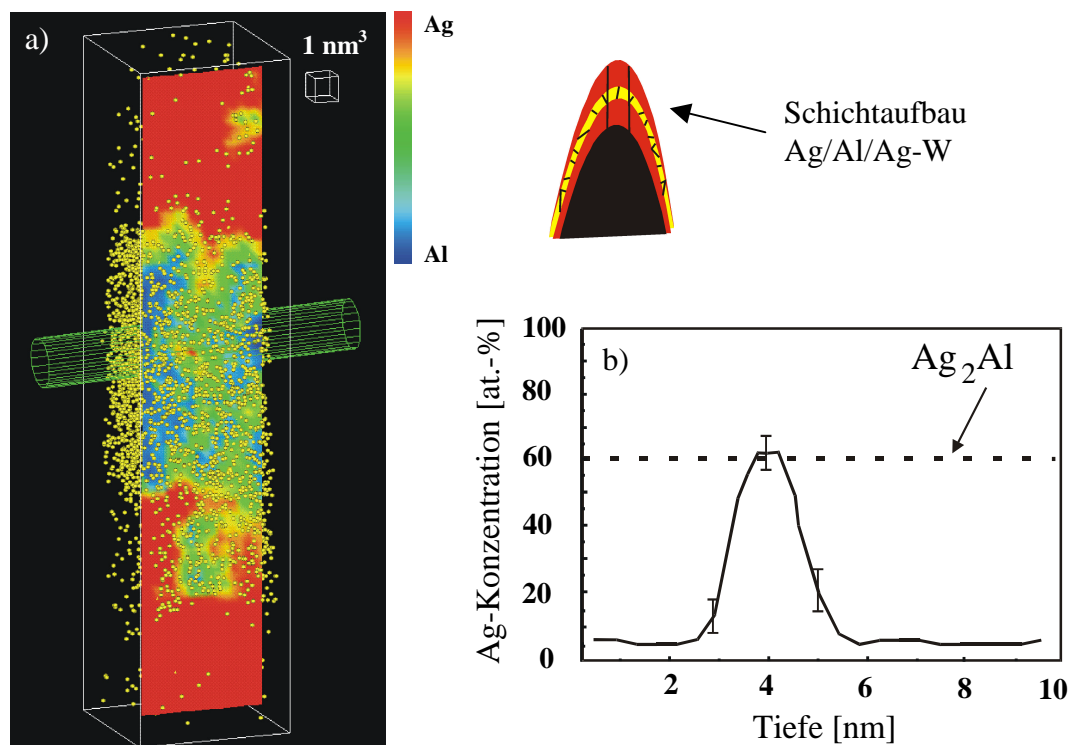 a)
1 nm³
Ag
Al
Schichtaufbau
Ag/Al/Ag-W
b)
Ag₂Al
Ag-Konzentration [at.-%]
100
80
60
40
20
0
2 4 6 8 10
Tiefe [nm]